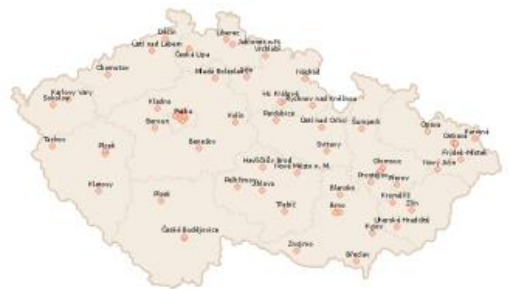 Děčín
Liberec
Jablonec n.N.
Ústí nad Labem
Česká Lípa
Vrchlabí
Chomutov
Mladá Boleslav
Náchod
Karlovy Vary
Sokolov
Hr. Králové
Rychnov nad Kněžnou
Kladno
Praha
Kolín
Pardubice
Beroun
Ústí nad Orlicí
Šumperk
Opava
Karviná
Ostrava
Tachov
Plzeň
Benešov
Svitavy
Frýdek-Místek
Havlíčkův Brod
Nové Město n. M.
Olomouc
Nový Jičín
Klatovy
Pelhřimov
Jihlava
Prostějov
Přerov
Písek
Blansko
Kroměříž
Třebíč
Brno
Zlín
České Budějovice
Uherské Hradiště
Kyjov
Znojmo
Břeclav